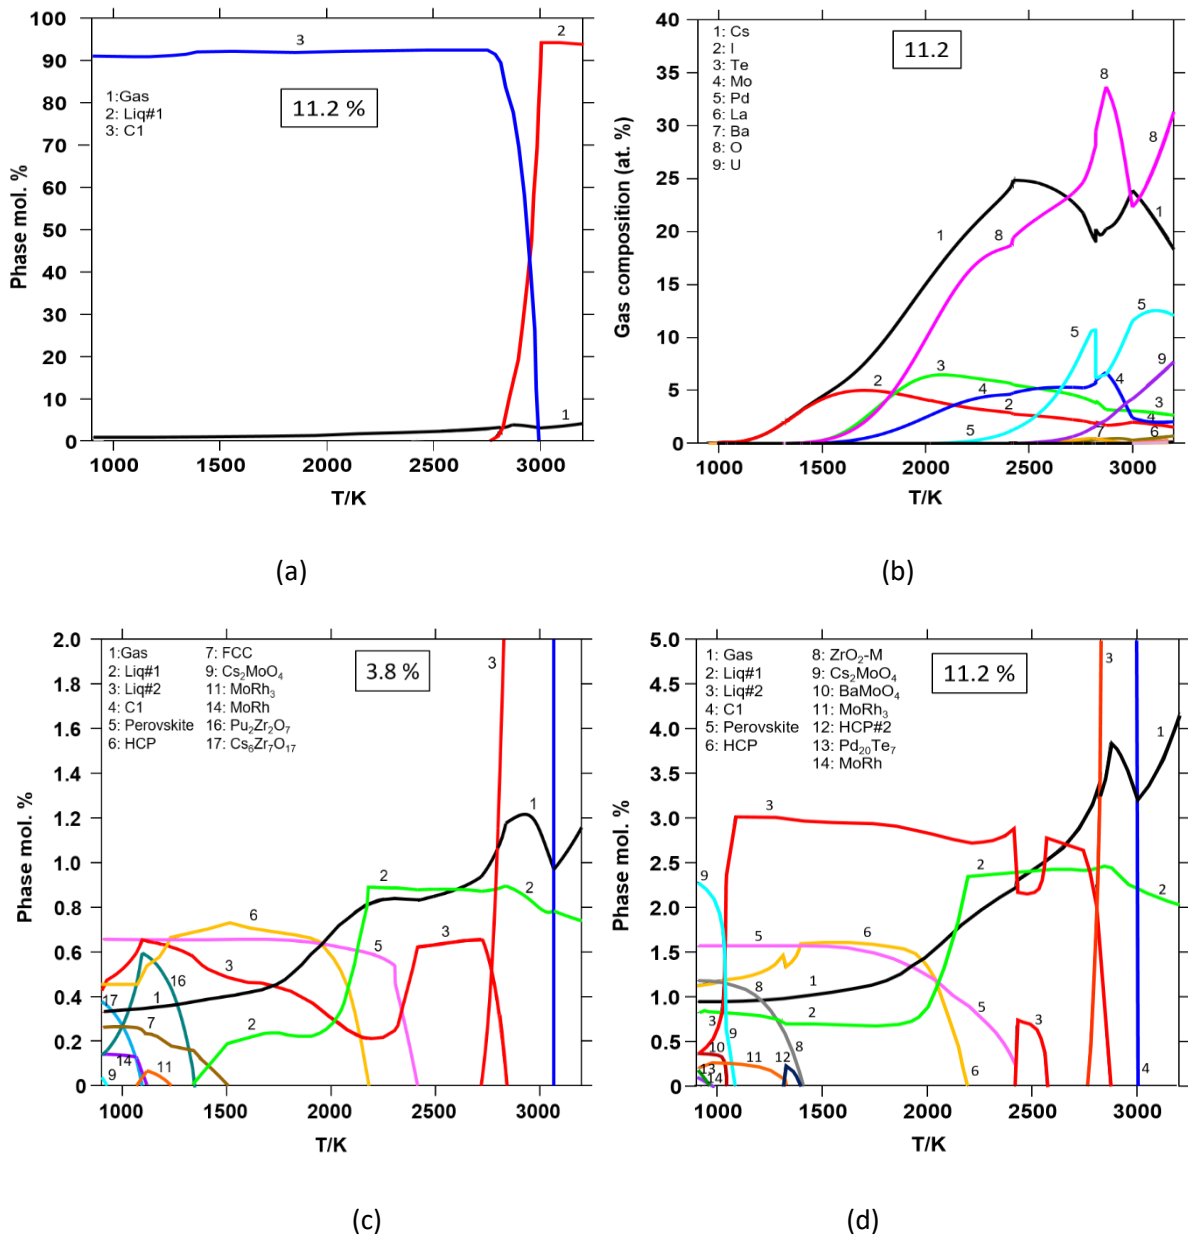 100
90
80
70
60
50
40
30
20
10
0
Phase mol. %
3
2
1
1:Gas
2: Liq#1
3: C1
11.2 %
1000
1500
2000
2500
3000
T/K
(a)
40
35
30
25
20
15
10
5
0
Gas composition (at. %)
1: Cs
2: I
3: Te
4: Mo
5: Pd
6: La
7: Ba
8: O
9: U
11.2
8
8
1
1
8
5
5
9
3
2
4
2
5
4
3
4
7
6
1000
1500
2000
2500
3000
T/K
(b)
2.0
1.8
1.6
1.4
1.2
1.0
0.8
0.6
0.4
0.2
0
Phase mol. %
1:Gas
2: Liq#1
3: Liq#2
4: C1
5: Perovskite
6: HCP
7: FCC
9: Cs₂MoO₄
11: MoRh₃
14: MoRh
16: Pu₂Zr₂O₇
17: Cs₆Zr₇O₁₇
3.8 %
3
1
2
2
6
5
3
16
3
17
1
7
2
14
11
9
1000
1500
2000
2500
3000
T/K
(c)
5.0
4.5
4.0
3.5
3.0
2.5
2.0
1.5
1.0
0.5
0
Phase mol. %
1: Gas
2: Liq#1
3: Liq#2
4: C1
5: Perovskite
6: HCP
8: ZrO₂-M
9: Cs₂MoO₄
10: BaMoO₄
11: MoRh₃
12: HCP#2
13: Pd₂₀Te₇
14: MoRh
11.2 %
3
1
3
2
2
9
5
6
1
8
5
3
9
2
3
10
11
12
8
13
14
6
4
1000
1500
2000
2500
3000
T/K
(d)